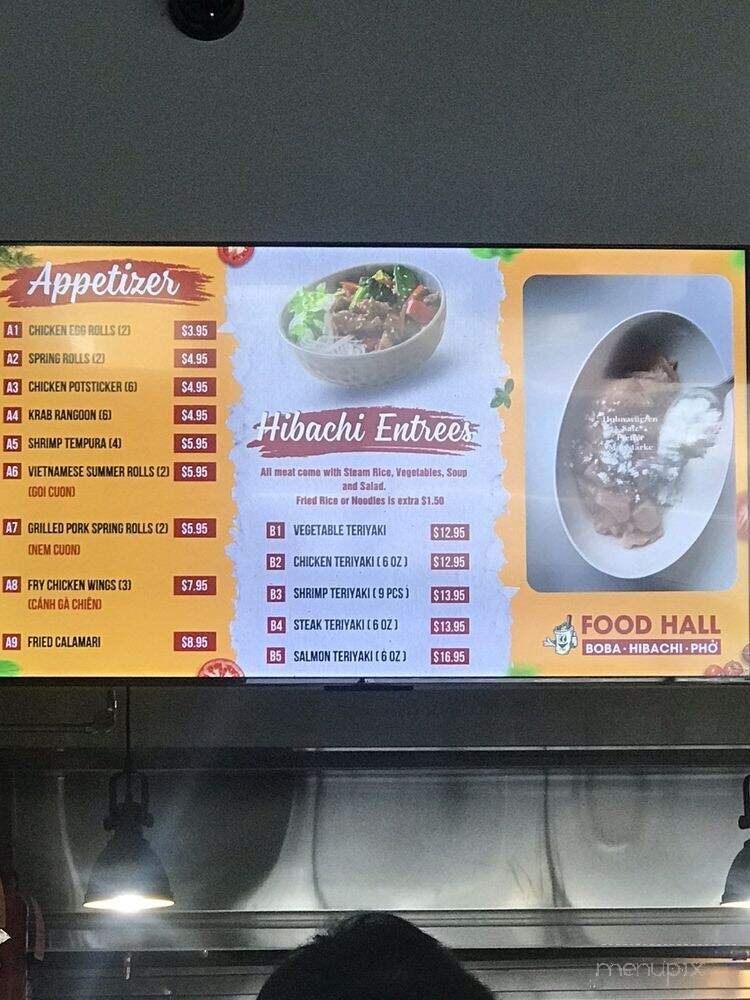 Appetizer
A1 CHICKEN EGG ROLLS (2) $3.95
A2 SPRING ROLLS (2) $4.95
A3 CHICKEN POTSTICKER (6) $4.95
A4 KRAB RANGOON (6) $4.95
A5 SHRIMP TEMPURA (4) $5.95
A6 VIETNAMESE SUMMER ROLLS (2) $5.95
(GOI CUON)
A7 GRILLED PORK SPRING ROLLS (2) $5.95
(NEM CUON)
A8 FRY CHICKEN WINGS (3) $7.95
(CÁNH GÀ CHIÊN)
A9 FRIED CALAMARI $8.95
Hibachi Entrees
All meat come with Steam Rice, Vegetables, Soup
and Salad.
Fried Rice or Noodles is extra $1.50
B1 VEGETABLE TERIYAKI $12.95
B2 CHICKEN TERIYAKI ( 6 OZ ) $12.95
B3 SHRIMP TERIYAKI ( 9 PCS ) $13.95
B4 STEAK TERIYAKI ( 6 OZ ) $13.95
B5 SALMON TERIYAKI ( 6 OZ ) $16.95
FOOD HALL
BOBA · HIBACHI · PHỞ
menupix